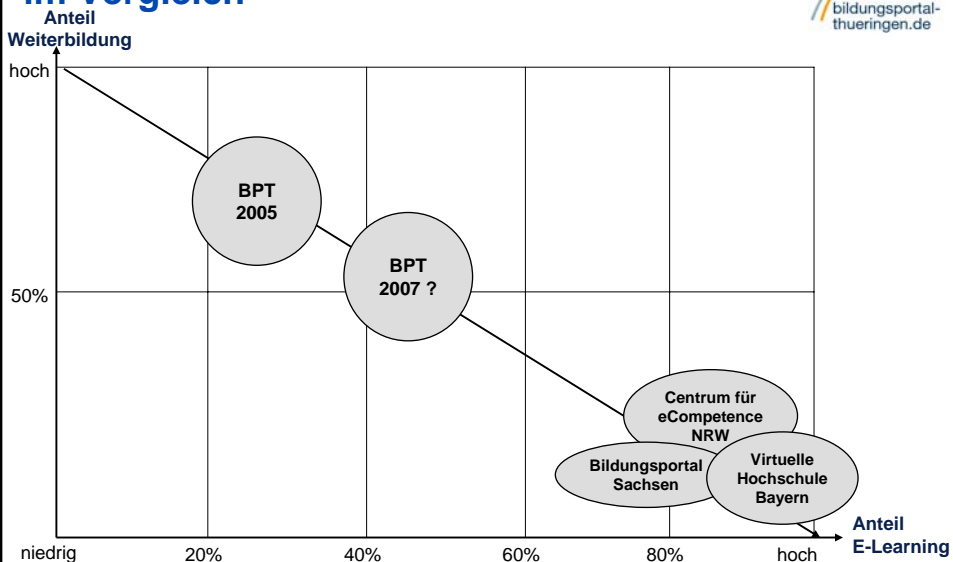 im Vergleich
bildungsportal-
thueringen.de
Anteil
Weiterbildung
hoch
BPT
2005
BPT
2007 ?
50%
Centrum für
eCompetence
NRW
Bildungsportal
Sachsen
Virtuelle
Hochschule
Bayern
Anteil
E-Learning
niedrig
20%
40%
60%
80%
hoch